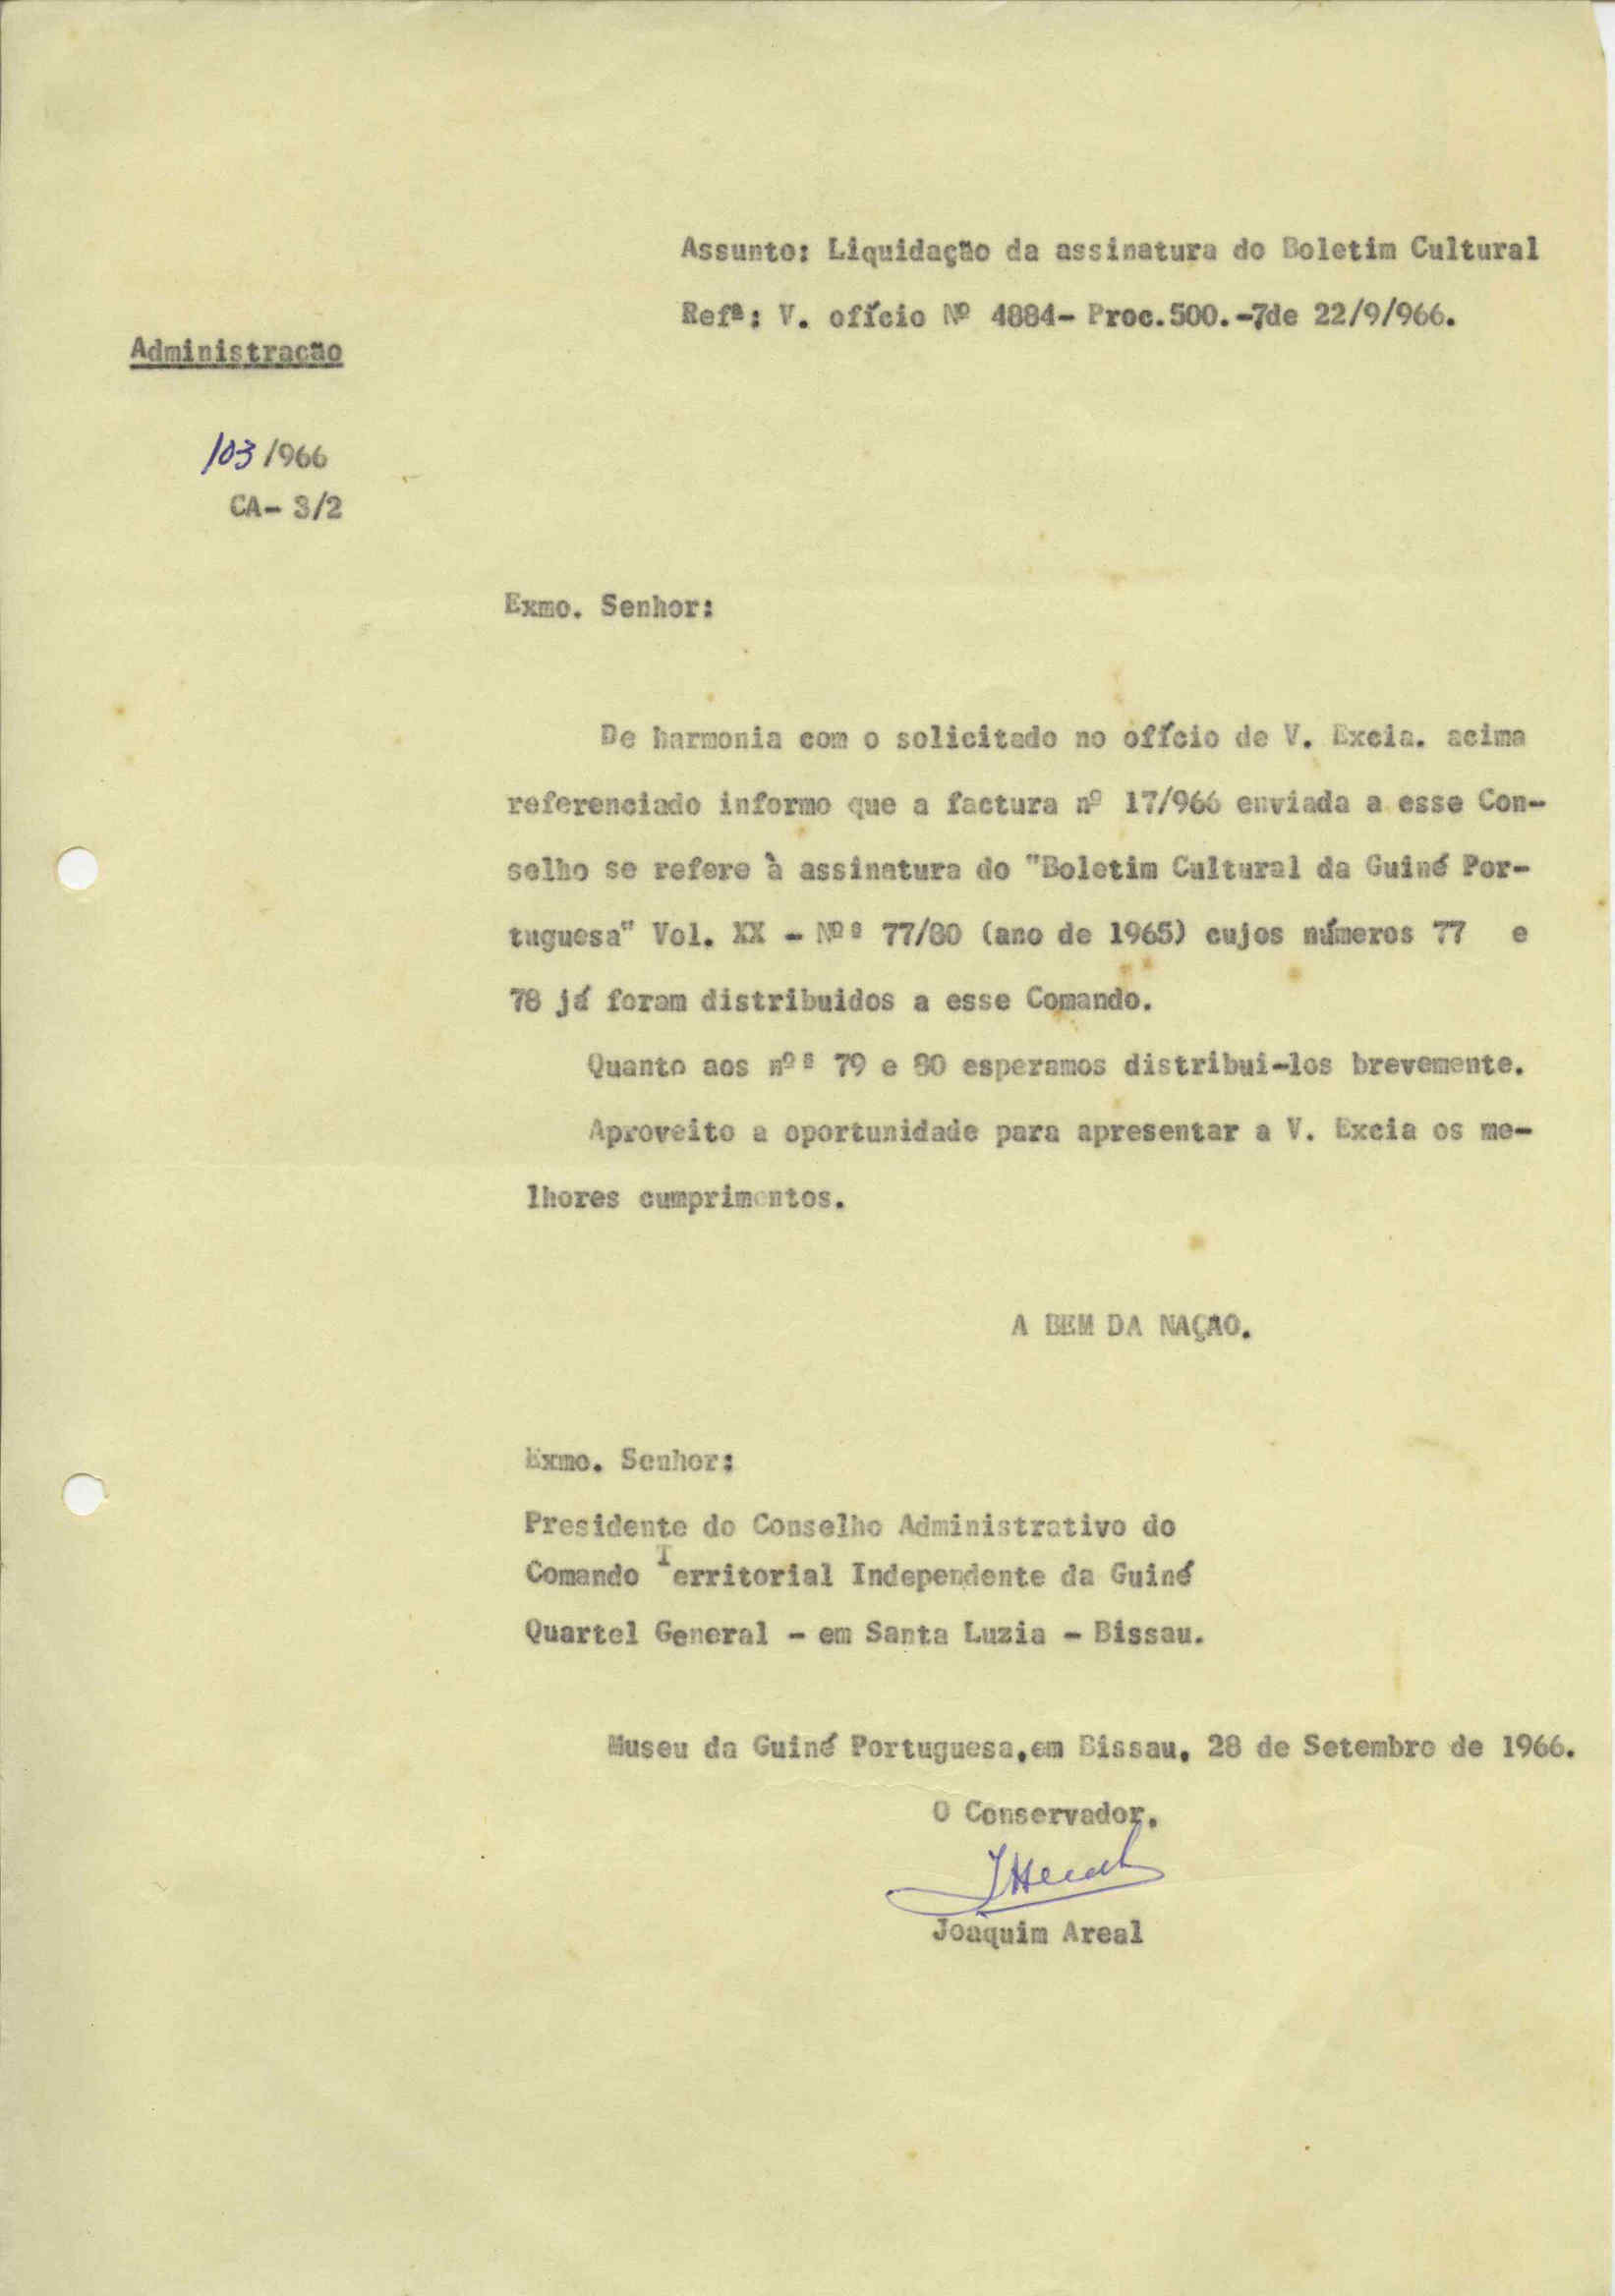 Assunto: Liquidação da assinatura do Boletim Cultural
Refª: V. ofício Nº 4884- Proc.500.-7de 22/9/966.
Administração
103/966
CA- 3/2
Exmo. Senhor:
De harmonia com o solicitado no ofício de V. Excia. acima
referenciado informo que a factura nº 17/966 enviada a esse Con-
selho se refere à assinatura do "Boletim Cultural da Guiné Por-
tuguesa" Vol. XX - Nºs 77/80 (ano de 1965) cujos números 77 e
78 já foram distribuidos a esse Comando.
Quanto aos nºs 79 e 80 esperamos distribui-los brevemente.
Aproveito a oportunidade para apresentar a V. Excia os me-
lhores cumprimentos.
A BEM DA NAÇAO.
Exmo. Senhor:
Presidente do Conselho Administrativo do
Comando Territorial Independente da Guiné
Quartel General - em Santa Luzia - Bissau.
Museu da Guiné Portuguesa,em Bissau, 28 de Setembro de 1966.
O Conservador,
Joaquim Areal